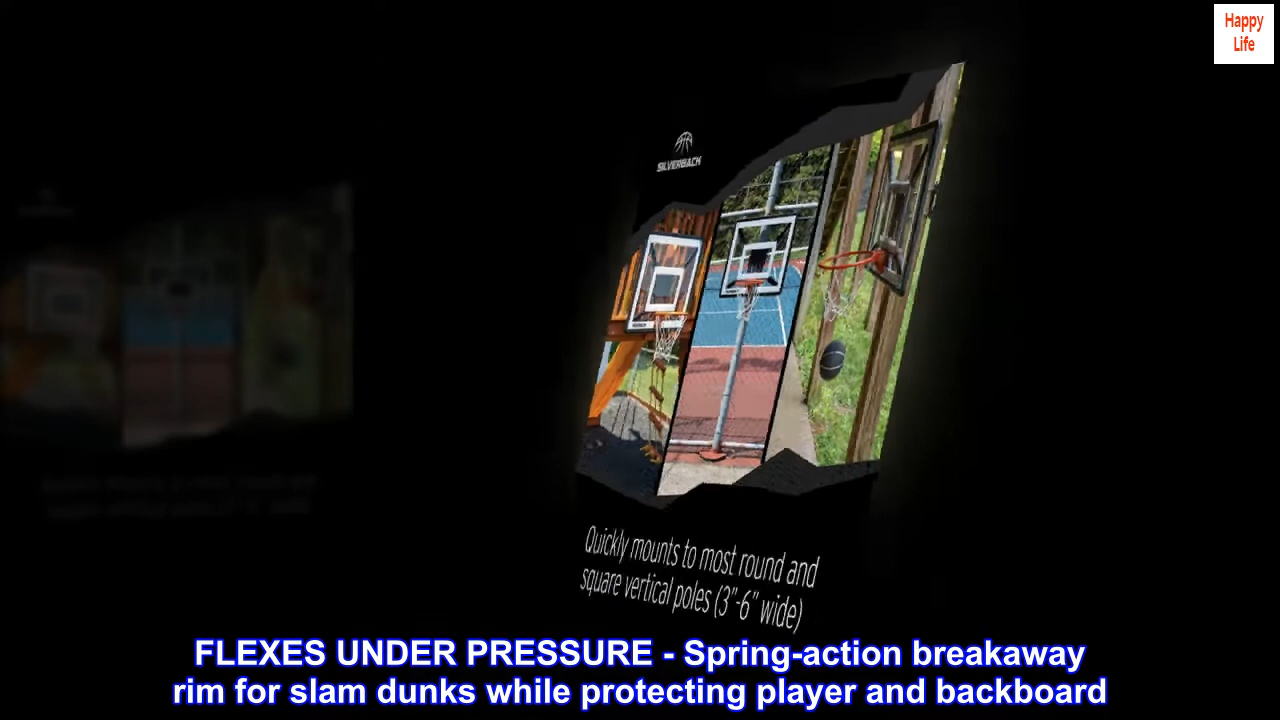 Happy
Life
SILVERBACK
Quickly mounts to most round and
square vertical poles (3"-6" wide)
FLEXES UNDER PRESSURE - Spring-action breakaway
rim for slam dunks while protecting player and backboard